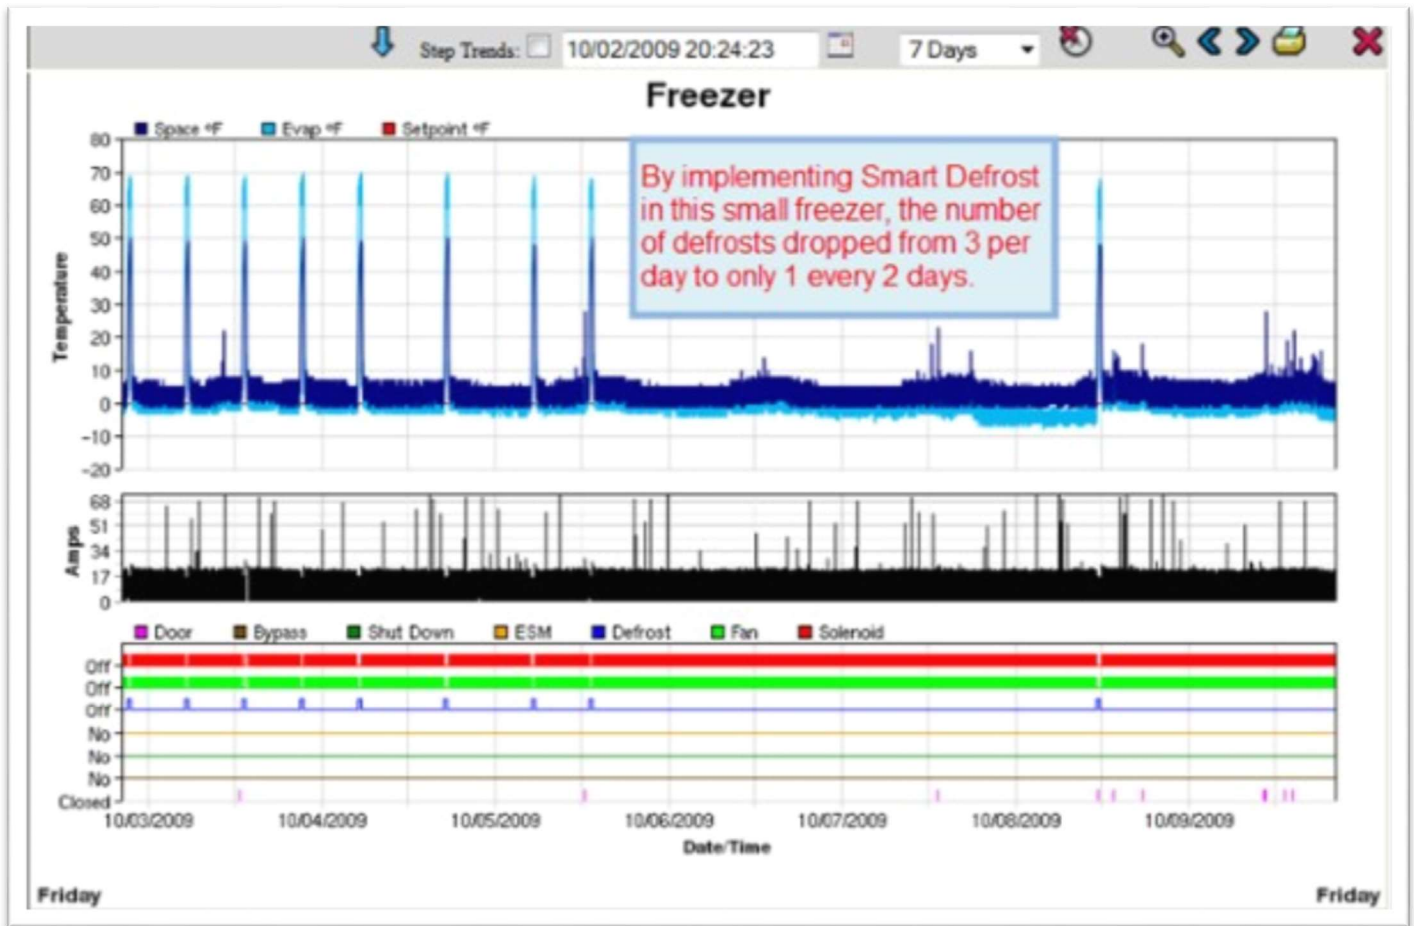 Step Trends: 10/02/2009 20:24:23 7 Days
Freezer
Space °F Evap °F Setpoint °F
80
70
60
50
40
30
20
10
0
-10
-20
Temperature
By implementing Smart Defrost
in this small freezer, the number
of defrosts dropped from 3 per
day to only 1 every 2 days.
68
51
34
17
0
Amps
Door Bypass Shut Down ESM Defrost Fan Solenoid
Off
Off
Off
No
No
No
Closed
10/03/2009 10/04/2009 10/05/2009 10/06/2009 10/07/2009 10/08/2009 10/09/2009
Date/Time
Friday Friday